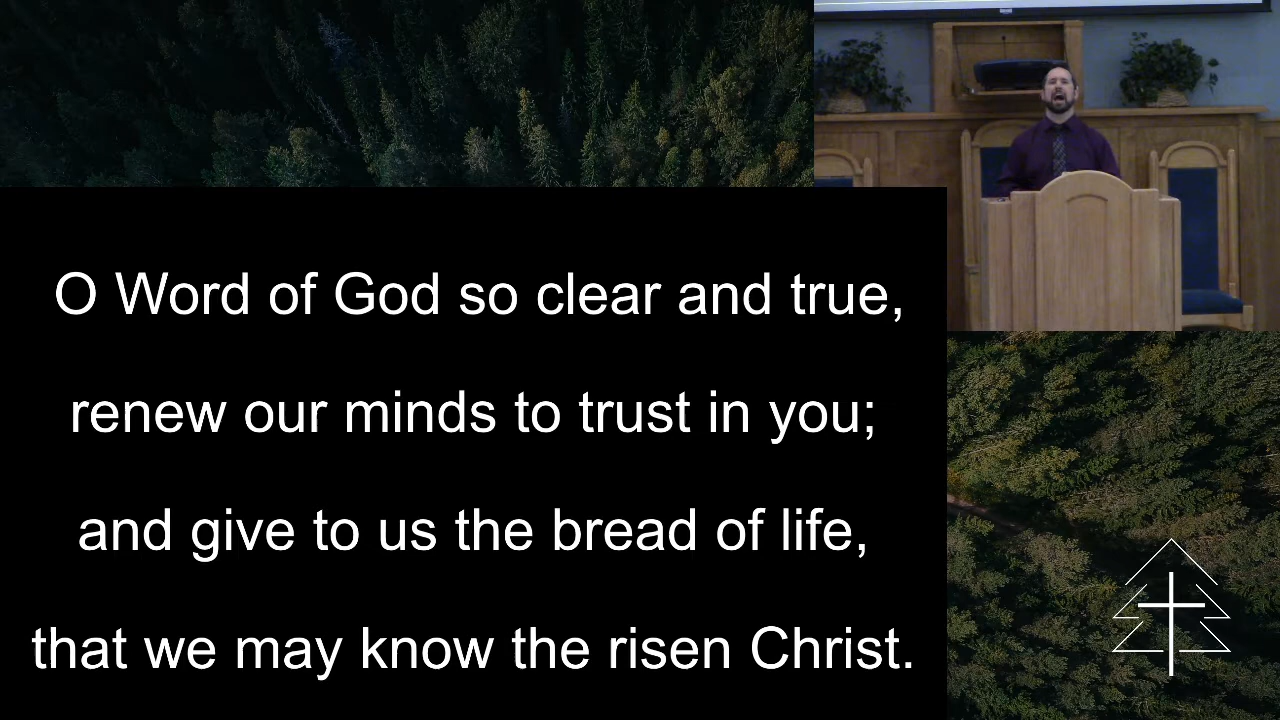 O Word of God so clear and true,
renew our minds to trust in you;
and give to us the bread of life,
that we may know the risen Christ.